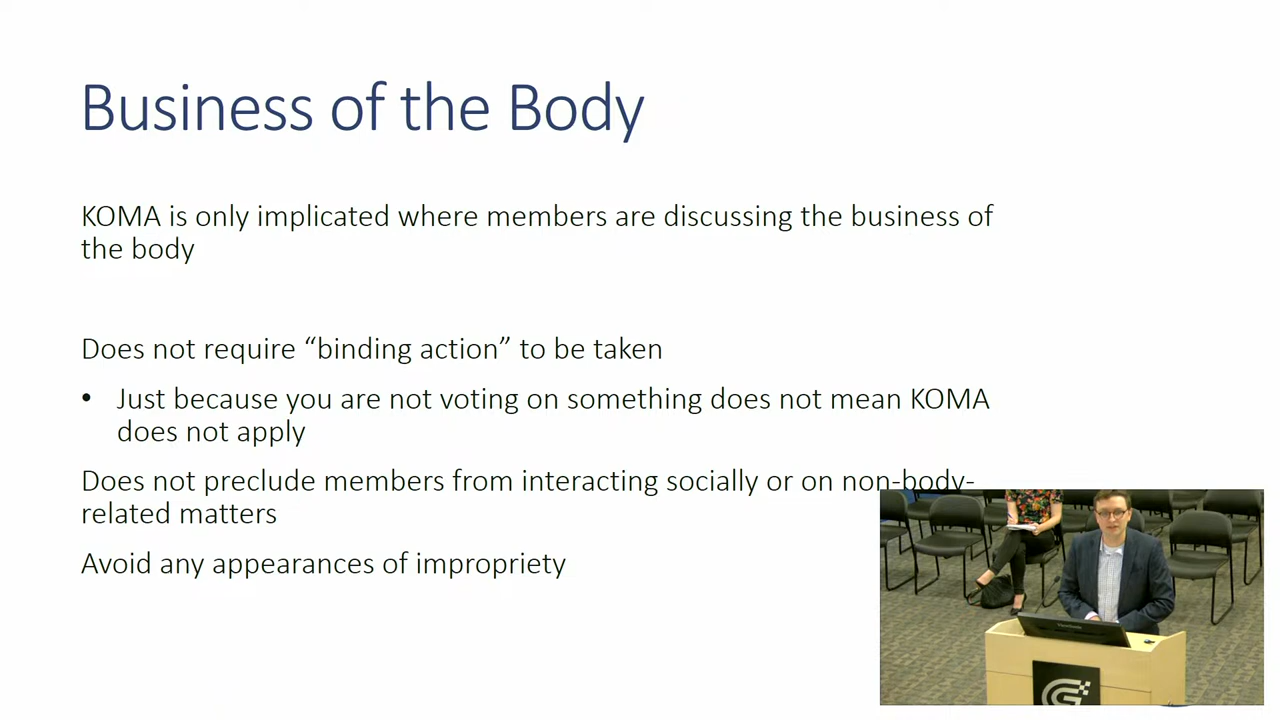 Business of the Body
KOMA is only implicated where members are discussing the business of
the body
Does not require “binding action” to be taken
• Just because you are not voting on something does not mean KOMA
does not apply
Does not preclude members from interacting socially or on non-body-
related matters
Avoid any appearances of impropriety